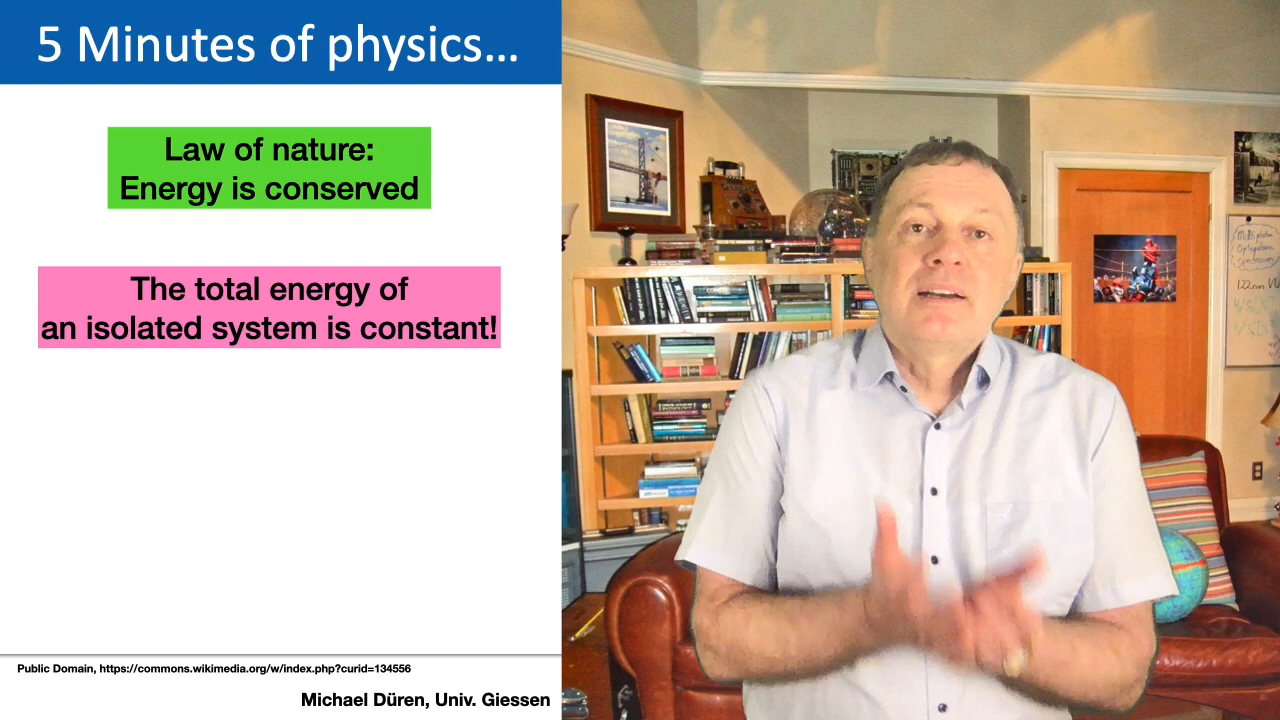 5 Minutes of physics...
Law of nature:
Energy is conserved
The total energy of
an isolated system is constant!
Public Domain, https://commons.wikimedia.org/w/index.php?curid=134556
Michael Düren, Univ. Giessen
122nm